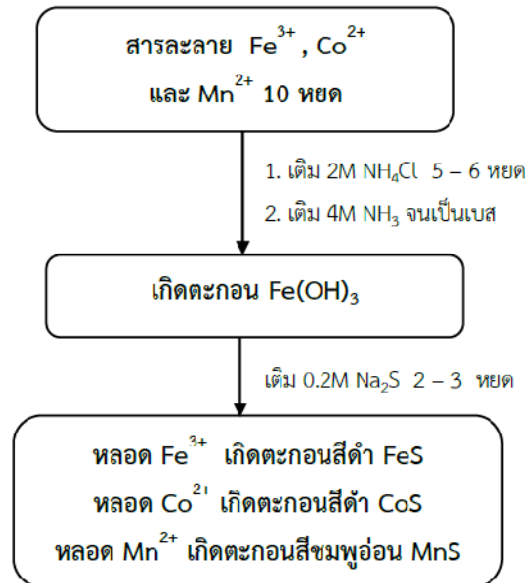 สารละลาย Fe³⁺ , Co²⁺
และ Mn²⁺ 10 หยด
1. เติม 2M NH₄Cl 5 – 6 หยด
2. เติม 4M NH₃ จนเป็นเบส
เกิดตะกอน Fe(OH)₃
เติม 0.2M Na₂S 2 – 3 หยด
หลอด Fe³⁺ เกิดตะกอนสีดำ FeS
หลอด Co²⁺ เกิดตะกอนสีดำ CoS
หลอด Mn²⁺ เกิดตะกอนสีชมพูอ่อน MnS